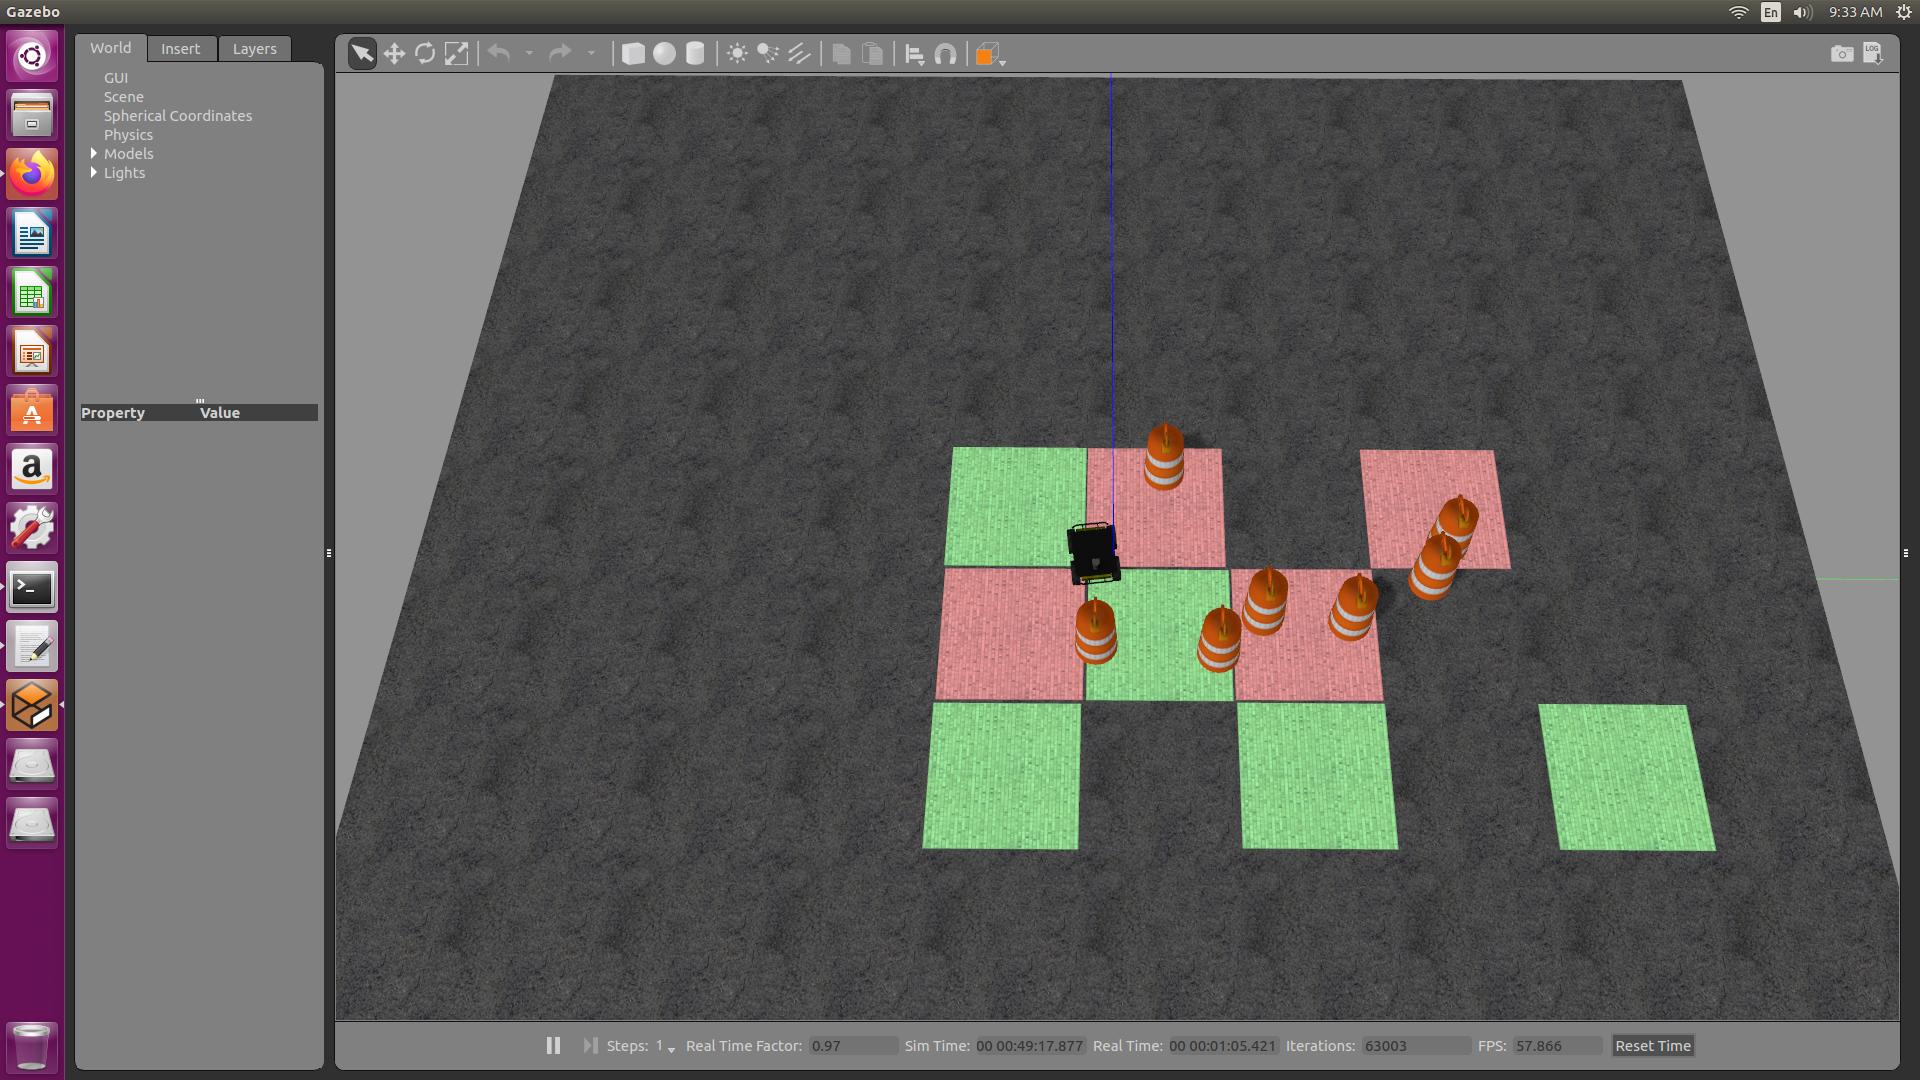 Gazebo
En
9:33 AM
World
Insert
Layers
LOG
GUI
Scene
Spherical Coordinates
Physics
Models
Lights
Property
Value
Steps: 1
Real Time Factor: 0.97
Sim Time: 00 00:49:17.877
Real Time: 00 00:01:05.421
Iterations: 63003
FPS: 57.866
Reset Time